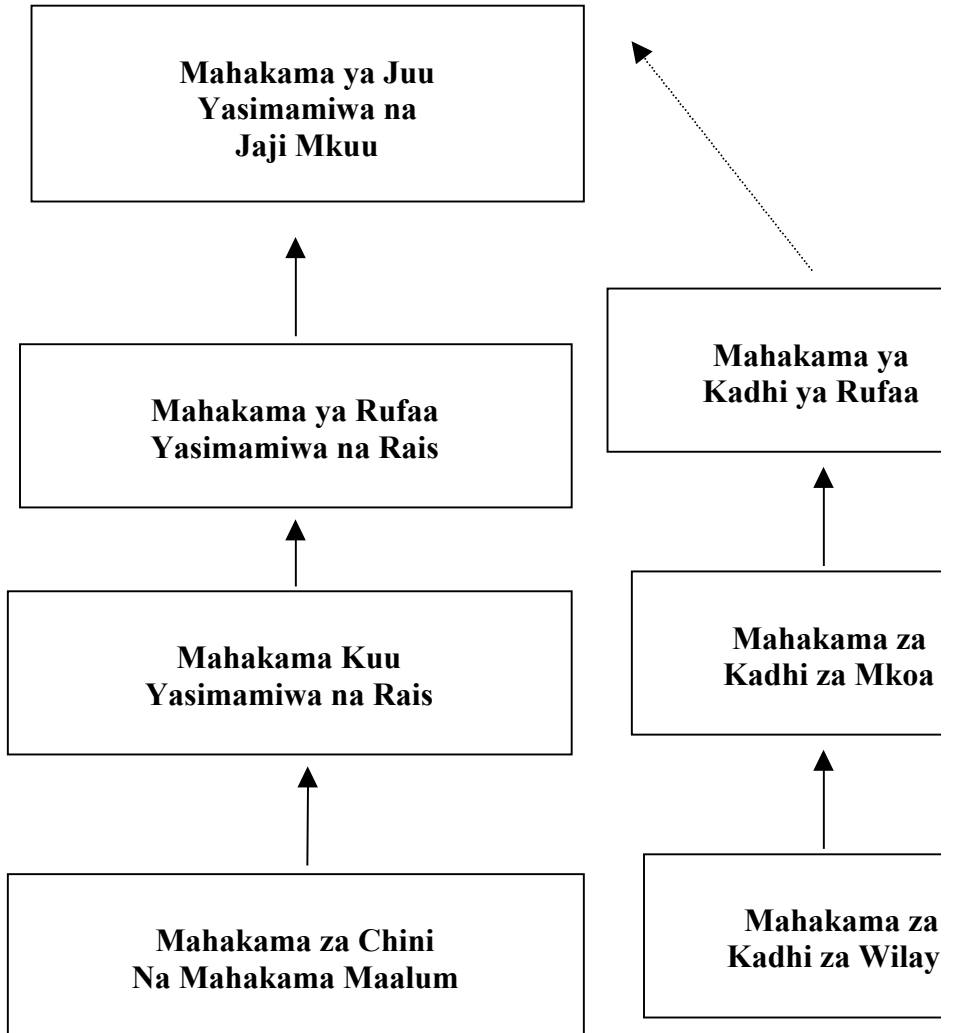 Mahakama ya Juu
Yasimamiwa na
Jaji Mkuu
Mahakama ya Rufaa
Yasimamiwa na Rais
Mahakama Kuu
Yasimamiwa na Rais
Mahakama za Chini
Na Mahakama Maalum
Mahakama ya
Kadhi ya Rufaa
Mahakama za
Kadhi za Mkoa
Mahakama za
Kadhi za Wilay